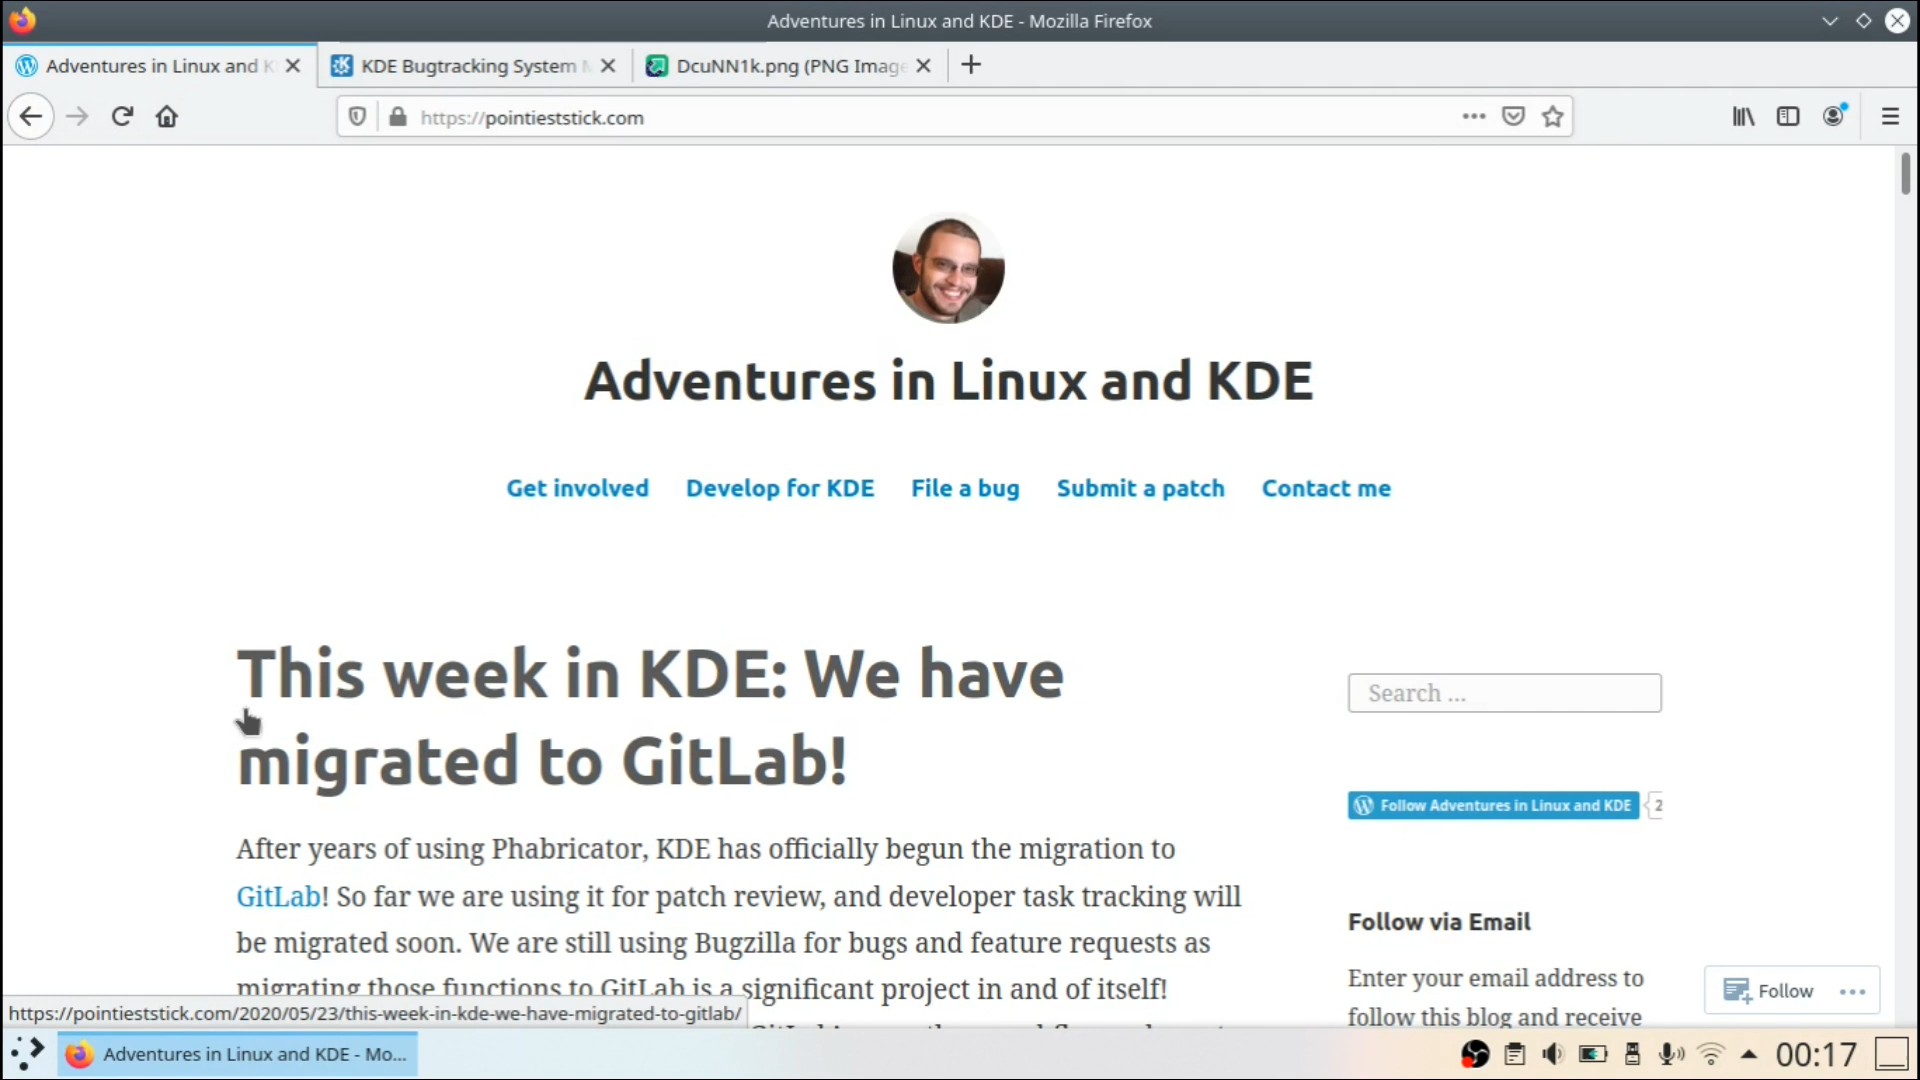 Adventures in Linux and KDE - Mozilla Firefox
Adventures in Linux and K
KDE Bugtracking System
DcuNN1k.png (PNG Image
https://pointieststick.com
Adventures in Linux and KDE
Get involved Develop for KDE File a bug Submit a patch Contact me
This week in KDE: We have
migrated to GitLab!
After years of using Phabricator, KDE has officially begun the migration to
GitLab! So far we are using it for patch review, and developer task tracking will
be migrated soon. We are still using Bugzilla for bugs and feature requests as
migrating those functions to GitLab is a significant project in and of itself!
Search ...
Follow Adventures in Linux and KDE
2
Follow via Email
Enter your email address to
follow this blog and receive
Follow
https://pointieststick.com/2020/05/23/this-week-in-kde-we-have-migrated-to-gitlab/
Adventures in Linux and KDE - Mo...
00:17